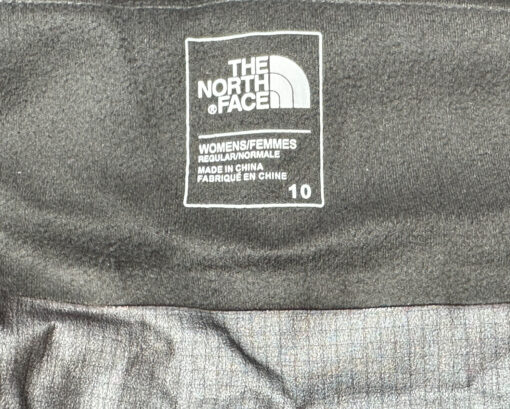 THE
NORTH
®FACE
WOMENS/FEMMES
REGULAR/NORMALE
MADE IN CHINA
FABRIQUÉ EN CHINE
10